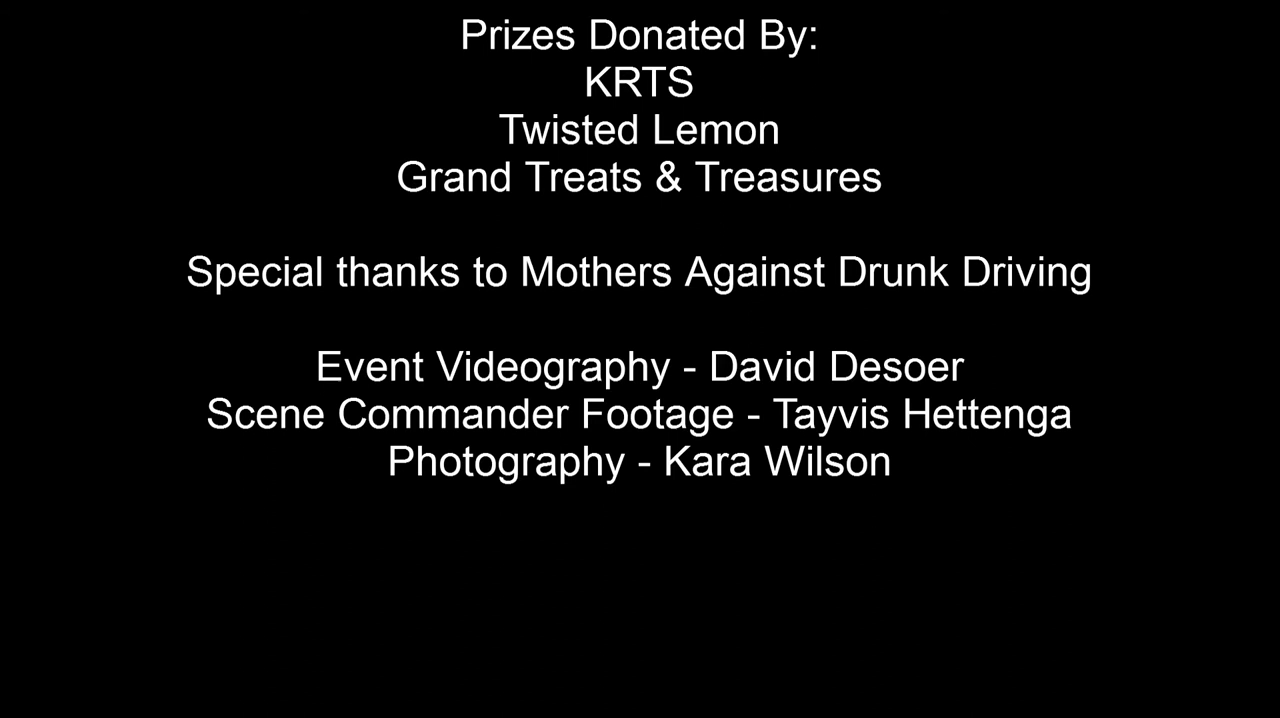 Prizes Donated By:
KRTS
Twisted Lemon
Grand Treats & Treasures
Special thanks to Mothers Against Drunk Driving
Event Videography - David Desoer
Scene Commander Footage - Tayvis Hettenga
Photography - Kara Wilson